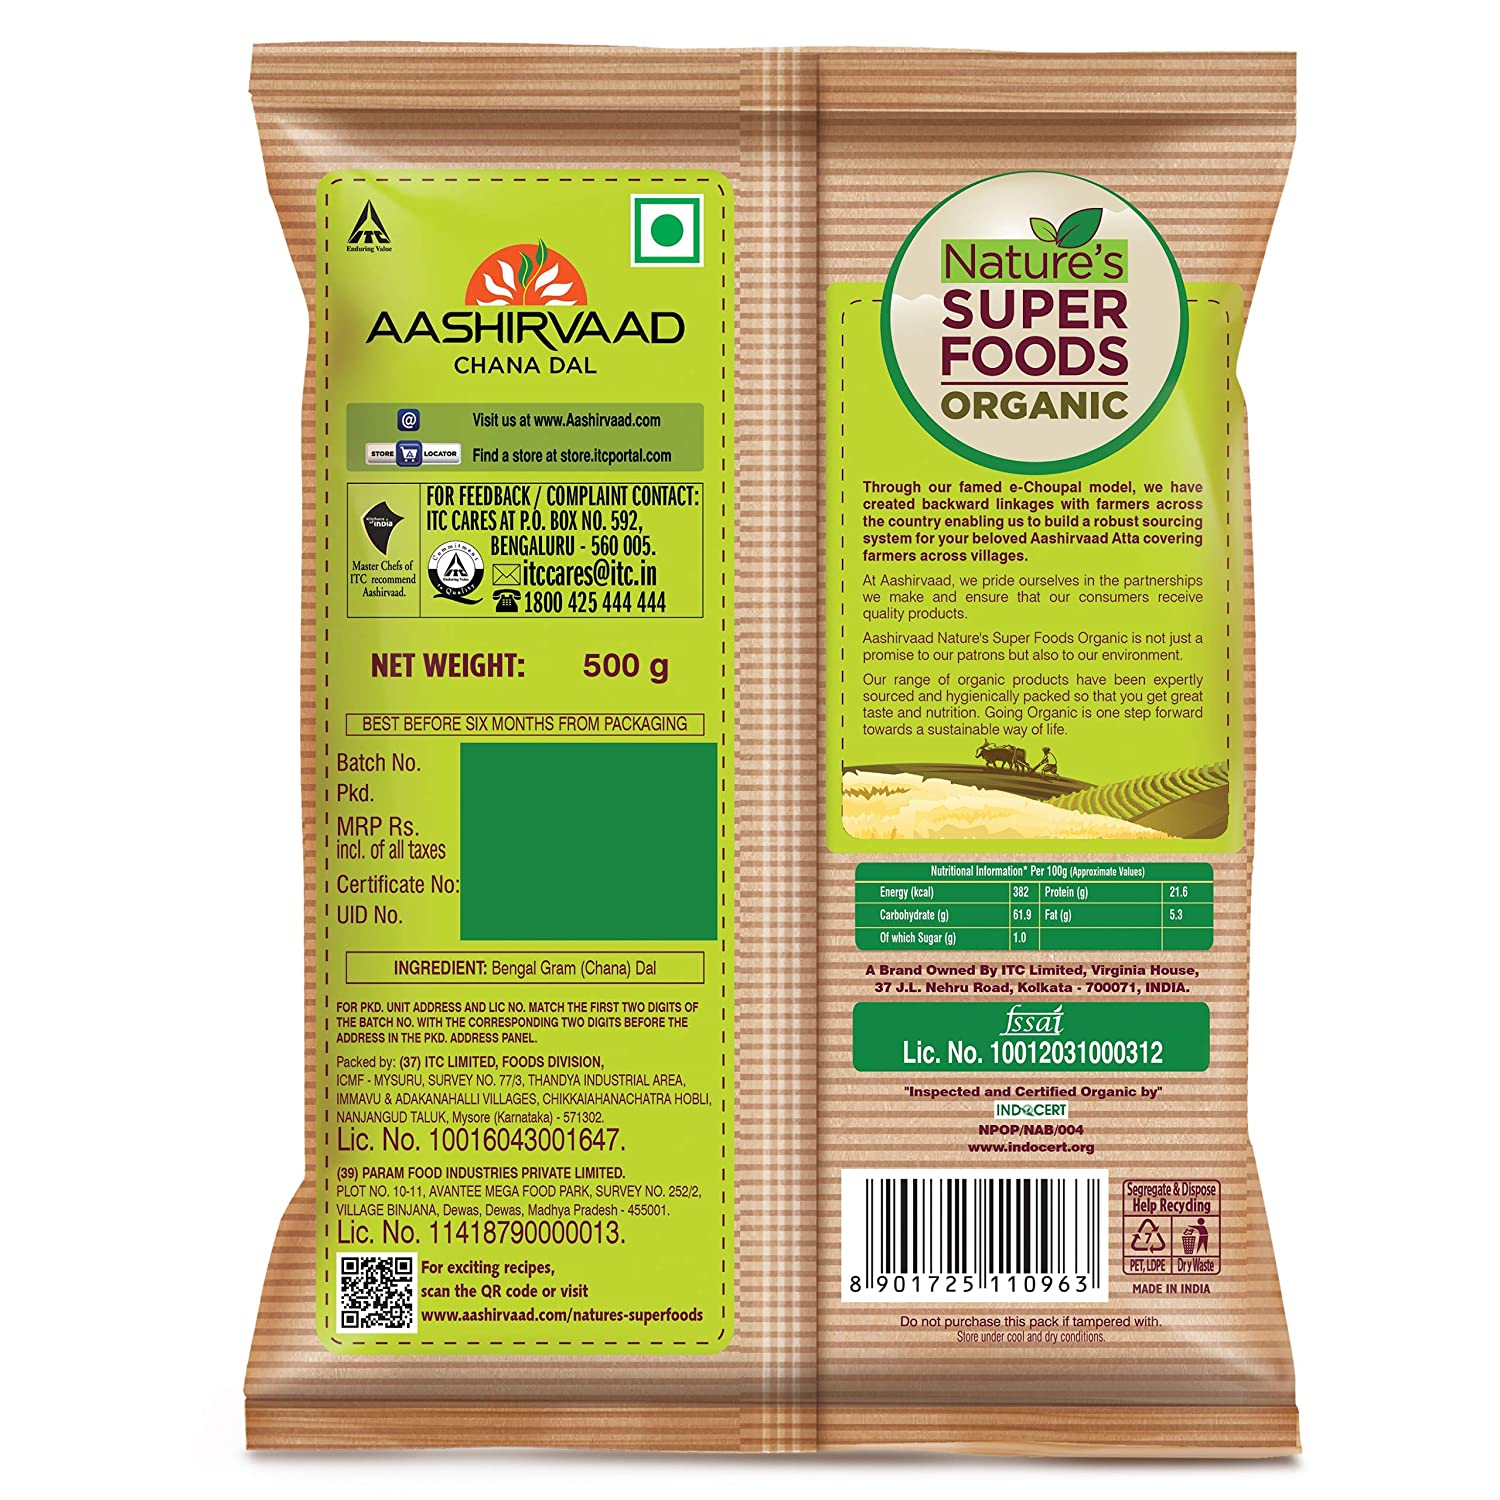 ITC
Enduring Value
AASHIRVAAD
CHANA DAL
@ Visit us at www.Aashirvaad.com
STORE LOCATOR Find a store at store.itcportal.com
Master Chefs of
ITC recommend
Aashirvaad.
FOR FEEDBACK / COMPLAINT CONTACT:
ITC CARES AT P.O. BOX NO. 592,
BENGALURU - 560 005.
itccares@itc.in
1800 425 444 444
Commitment
ITC
Enduring Value
to Quality
NET WEIGHT: 500 g
BEST BEFORE SIX MONTHS FROM PACKAGING
Batch No.
Pkd.
MRP Rs.
incl. of all taxes
Certificate No:
UID No.
INGREDIENT: Bengal Gram (Chana) Dal
FOR PKD. UNIT ADDRESS AND LIC NO. MATCH THE FIRST TWO DIGITS OF
THE BATCH NO. WITH THE CORRESPONDING TWO DIGITS BEFORE THE
ADDRESS IN THE PKD. ADDRESS PANEL.
Packed by: (37) ITC LIMITED, FOODS DIVISION,
ICMF - MYSURU, SURVEY NO. 77/3, THANDYA INDUSTRIAL AREA,
IMMAVU & ADAKANAHALLI VILLAGES, CHIKKAIAHANACHATRA HOBLI,
NANJANGUD TALUK, Mysore (Karnataka) - 571302.
Lic. No. 10016043001647.
(39) PARAM FOOD INDUSTRIES PRIVATE LIMITED.
PLOT NO. 10-11, AVANTEE MEGA FOOD PARK, SURVEY NO. 252/2,
VILLAGE BINJANA, Dewas, Dewas, Madhya Pradesh - 455001.
Lic. No. 11418790000013.
For exciting recipes,
scan the QR code or visit
www.aashirvaad.com/natures-superfoods
Nature's
SUPER
FOODS
ORGANIC
Through our famed e-Choupal model, we have
created backward linkages with farmers across
the country enabling us to build a robust sourcing
system for your beloved Aashirvaad Atta covering
farmers across villages.
At Aashirvaad, we pride ourselves in the partnerships
we make and ensure that our consumers receive
quality products.
Aashirvaad Nature's Super Foods Organic is not just a
promise to our patrons but also to our environment.
Our range of organic products have been expertly
sourced and hygienically packed so that you get great
taste and nutrition. Going Organic is one step forward
towards a sustainable way of life.
Nutritional Information* Per 100g (Approximate Values)
Energy (kcal) 382 Protein (g) 21.6
Carbohydrate (g) 61.9 Fat (g) 5.3
Of which Sugar (g) 1.0
A Brand Owned By ITC Limited, Virginia House,
37 J.L. Nehru Road, Kolkata - 700071, INDIA.
fssai
Lic. No. 10012031000312
"Inspected and Certified Organic by"
INDOCERT
NPOP/NAB/004
www.indocert.org
8 901725 110963
Segregate & Dispose
Help Recycling
7
PET, LDPE Dry Waste
MADE IN INDIA
Do not purchase this pack if tampered with.
Store under cool and dry conditions.